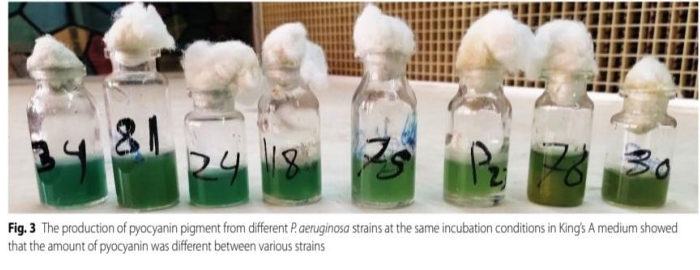 34 81 24 118 75 P2 78 30
Fig. 3 The production of pyocyanin pigment from different P. aeruginosa strains at the same incubation conditions in King's A medium showed
that the amount of pyocyanin was different between various strains